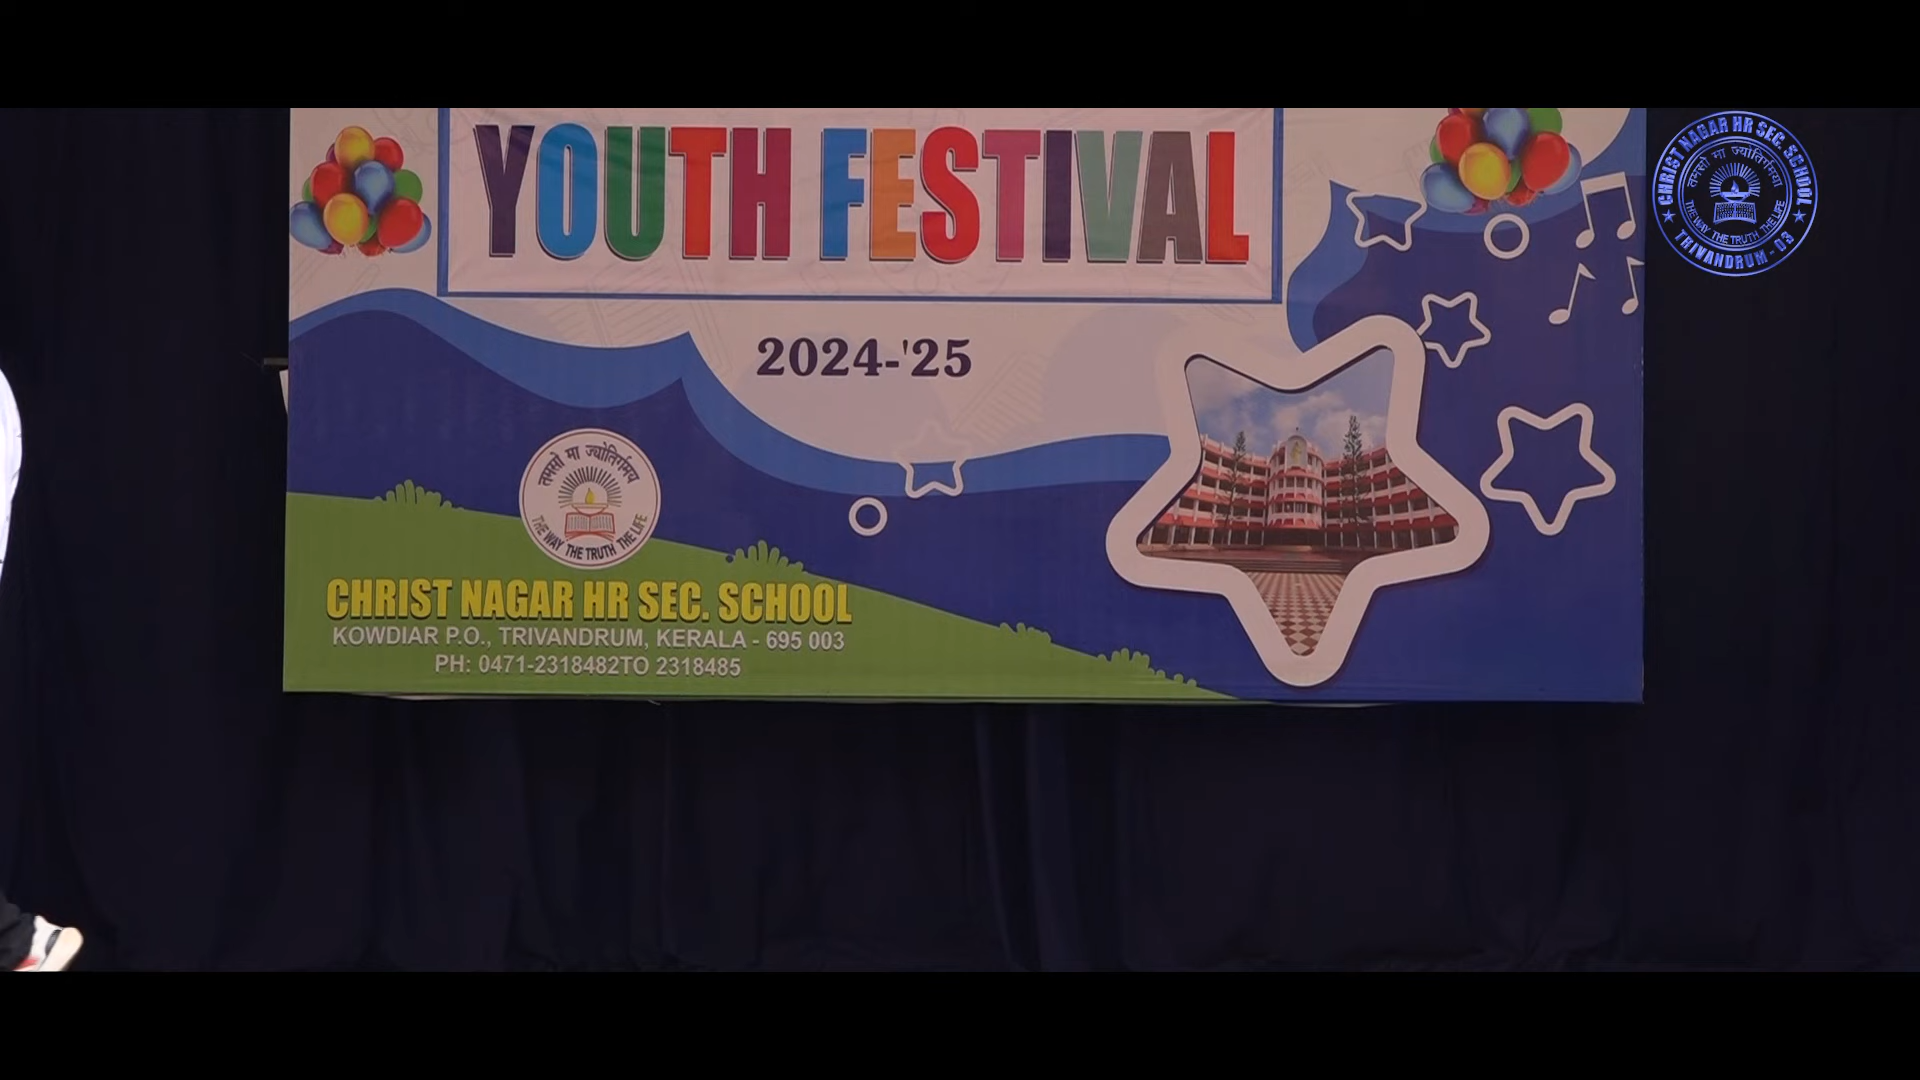 YOUTH FESTIVAL
2024-'25
तमसो मा ज्योतिर्गमय
THE WAY THE TRUTH THE LIFE
CHRIST NAGAR HR SEC. SCHOOL
KOWDIAR P.O., TRIVANDRUM, KERALA - 695 003
PH: 0471-2318482TO 2318485
CHRIST NAGAR HR SEC. SCHOOL
तमसो मा ज्योतिर्गमय
THE WAY THE TRUTH THE LIFE
TRIVANDRUM - 03